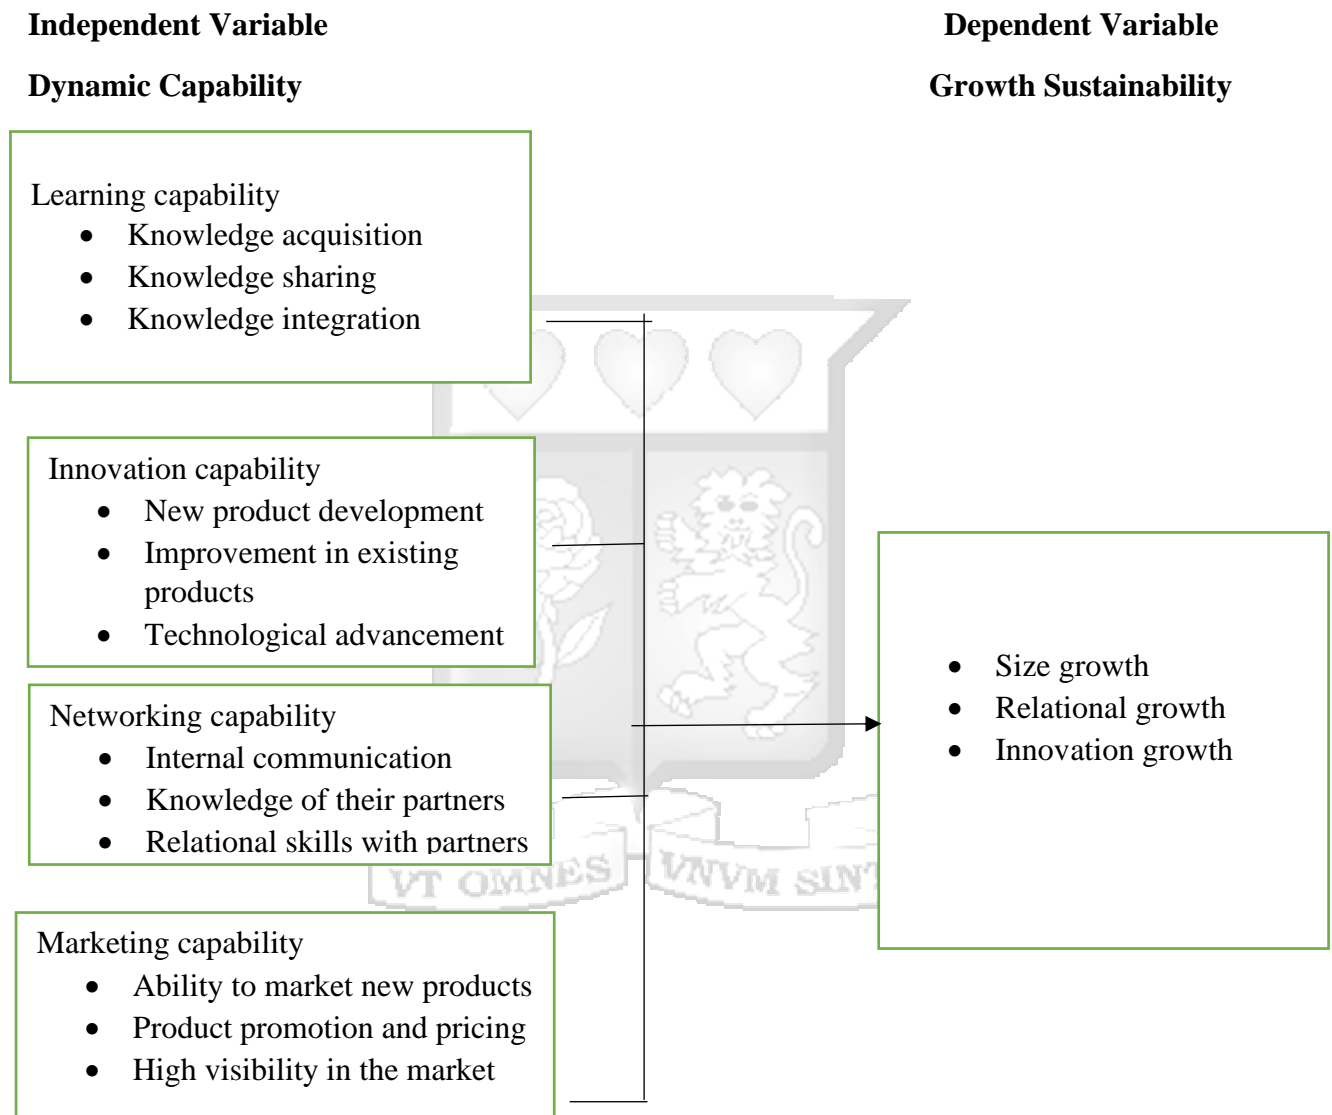 Independent Variable
Dependent Variable
Dynamic Capability
Growth Sustainability
Learning capability
• Knowledge acquisition
• Knowledge sharing
• Knowledge integration
Innovation capability
• New product development
• Improvement in existing
products
• Technological advancement
Networking capability
• Internal communication
• Knowledge of their partners
• Relational skills with partners
Marketing capability
• Ability to market new products
• Product promotion and pricing
• High visibility in the market
• Size growth
• Relational growth
• Innovation growth
VT OMNES VNVM SINT